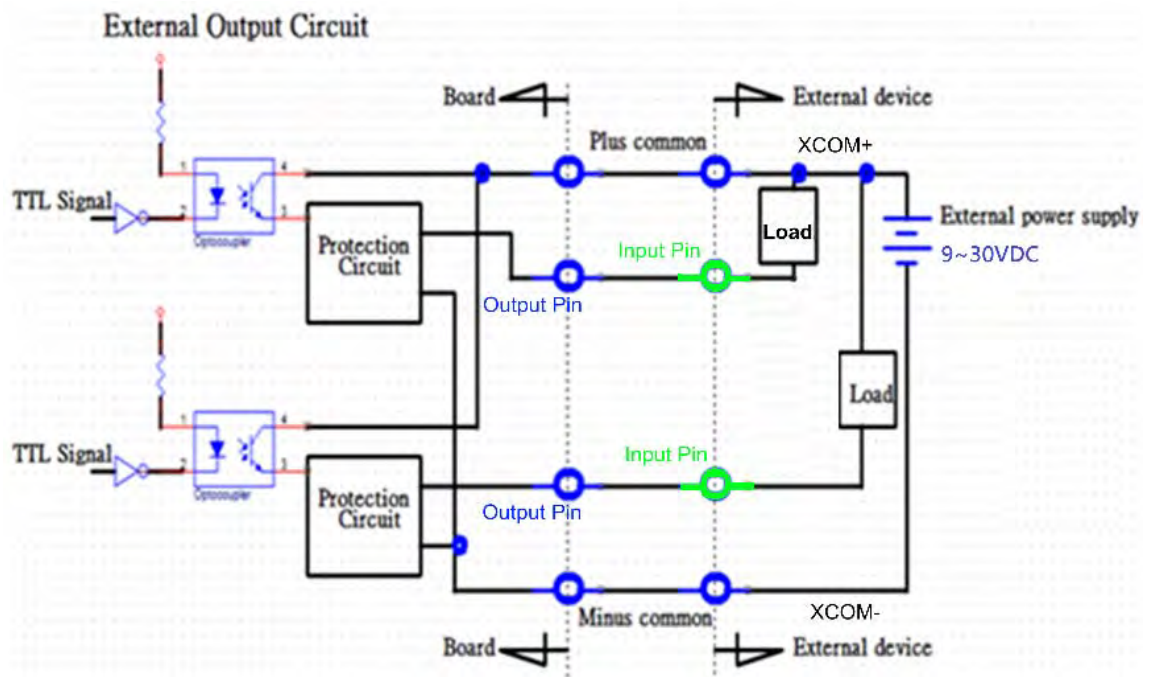 External Output Circuit
Board
External device
Plus common
XCOM+
1
4
TTL Signal
2
3
Optocoupler
Protection
Circuit
Load
External power supply
9~30VDC
Input Pin
Output Pin
Load
1
4
TTL Signal
2
3
Optocoupler
Protection
Circuit
Input Pin
Output Pin
Minus common
XCOM-
Board
External device